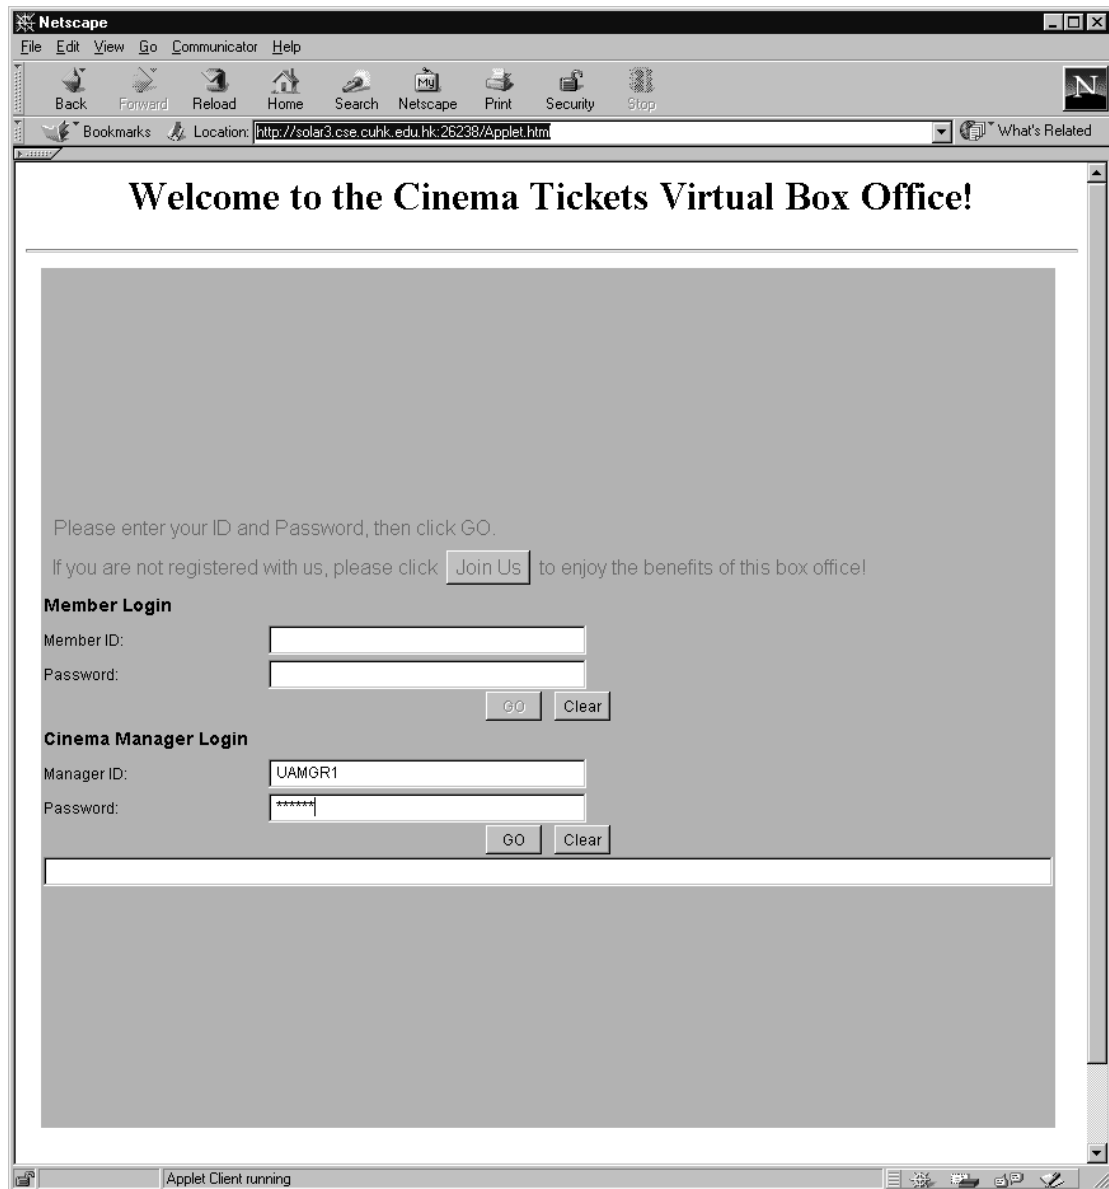 Netscape
File Edit View Go Communicator Help
My
N
Back Forward Reload Home Search Netscape Print Security Stop
Bookmarks Location: http://solar3.cse.cuhk.edu.hk:26238/Applet.html What's Related
Welcome to the Cinema Tickets Virtual Box Office!
Please enter your ID and Password, then click GO.
If you are not registered with us, please click Join Us to enjoy the benefits of this box office!
Member Login
Member ID:
Password:
GO Clear
Cinema Manager Login
Manager ID: UAMGR1
Password: ******
GO Clear
Applet Client running